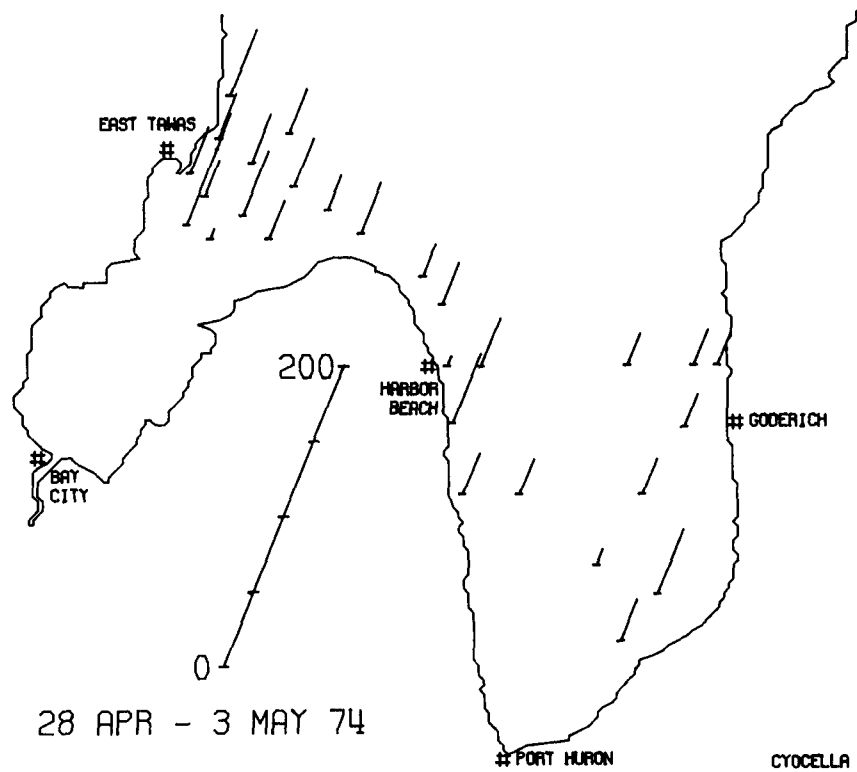 EAST TAWAS
#
200
#
HARBOR
BEACH
# GODERICH
#
BAY
CITY
0
28 APR - 3 MAY 74
# PORT HURON
CYOCELLA